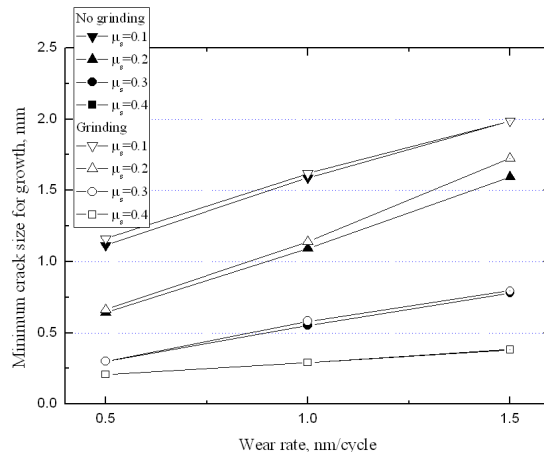 No grinding
μs=0.1
μs=0.2
μs=0.3
μs=0.4
Grinding
μs=0.1
μs=0.2
μs=0.3
μs=0.4
Minimum crack size for growth, mm
2.5
2.0
1.5
1.0
0.5
0.0
0.5 1.0 1.5
Wear rate, nm/cycle